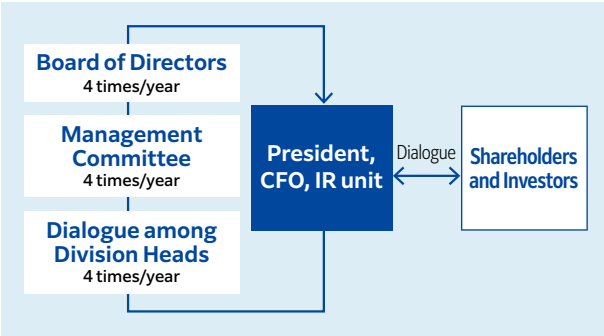 Board of Directors
4 times/year
Management
Committee
4 times/year
Dialogue among
Division Heads
4 times/year
President,
CFO, IR unit
Dialogue
Shareholders
and Investors